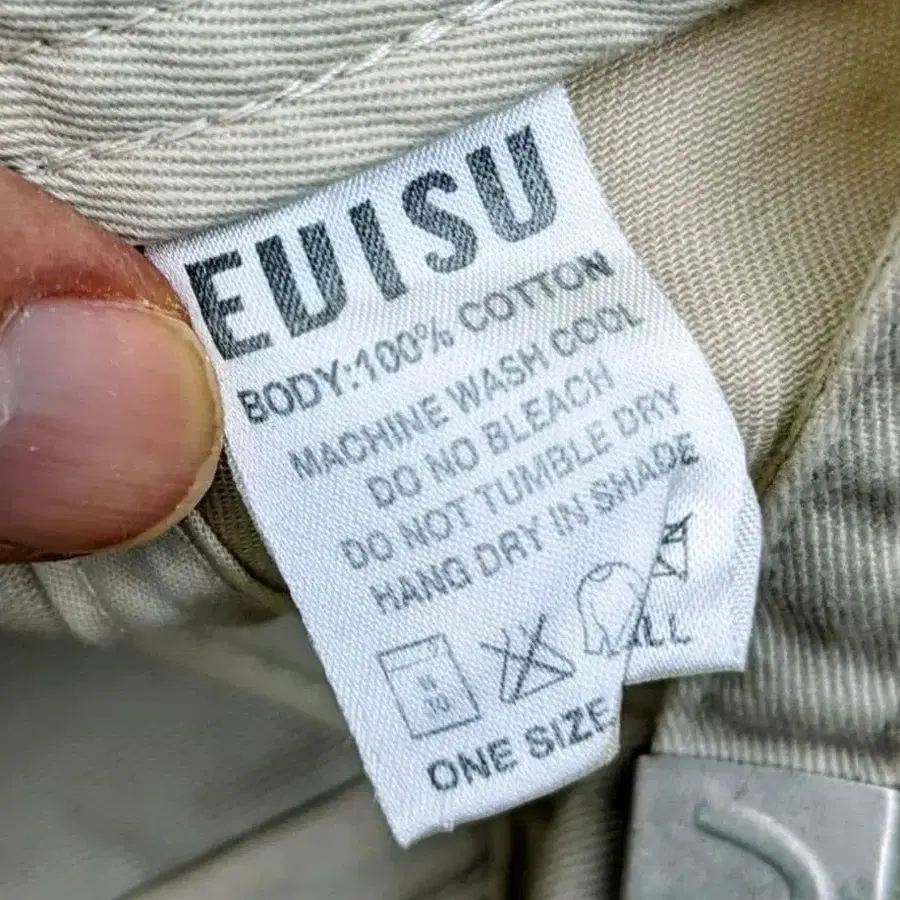 EVISU
BODY:100% COTTON
MACHINE WASH COOL
DO NO BLEACH
DO NOT TUMBLE DRY
HANG DRY IN SHADE
ONE SIZE